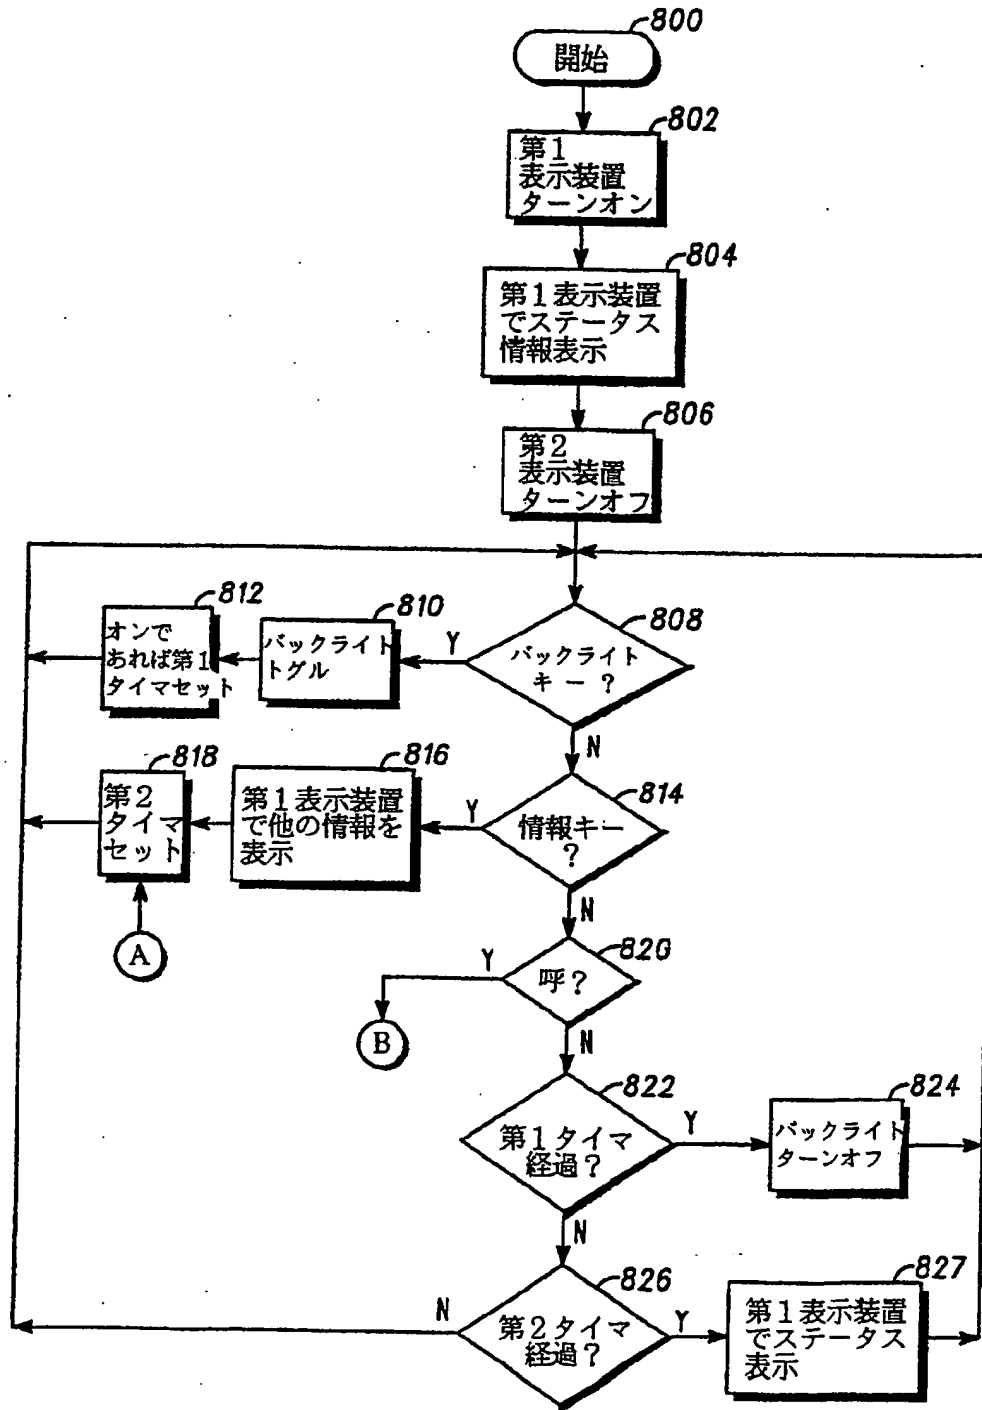 800
開始
802
第1
表示装置
ターンオン
804
第1表示装置
でステータス
情報表示
806
第2
表示装置
ターンオフ
808
バックライト
キー?
Y
810
バックライト
トグル
812
オンで
あれば第1
タイマセット
N
814
情報キー
?
Y
816
第1表示装置
で他の情報を
表示
818
第2
タイマ
セット
A
N
820
呼?
Y
B
N
822
第1タイマ
経過?
Y
824
バックライト
ターンオフ
N
826
第2タイマ
経過?
N
Y
827
第1表示装置
でステータス
表示